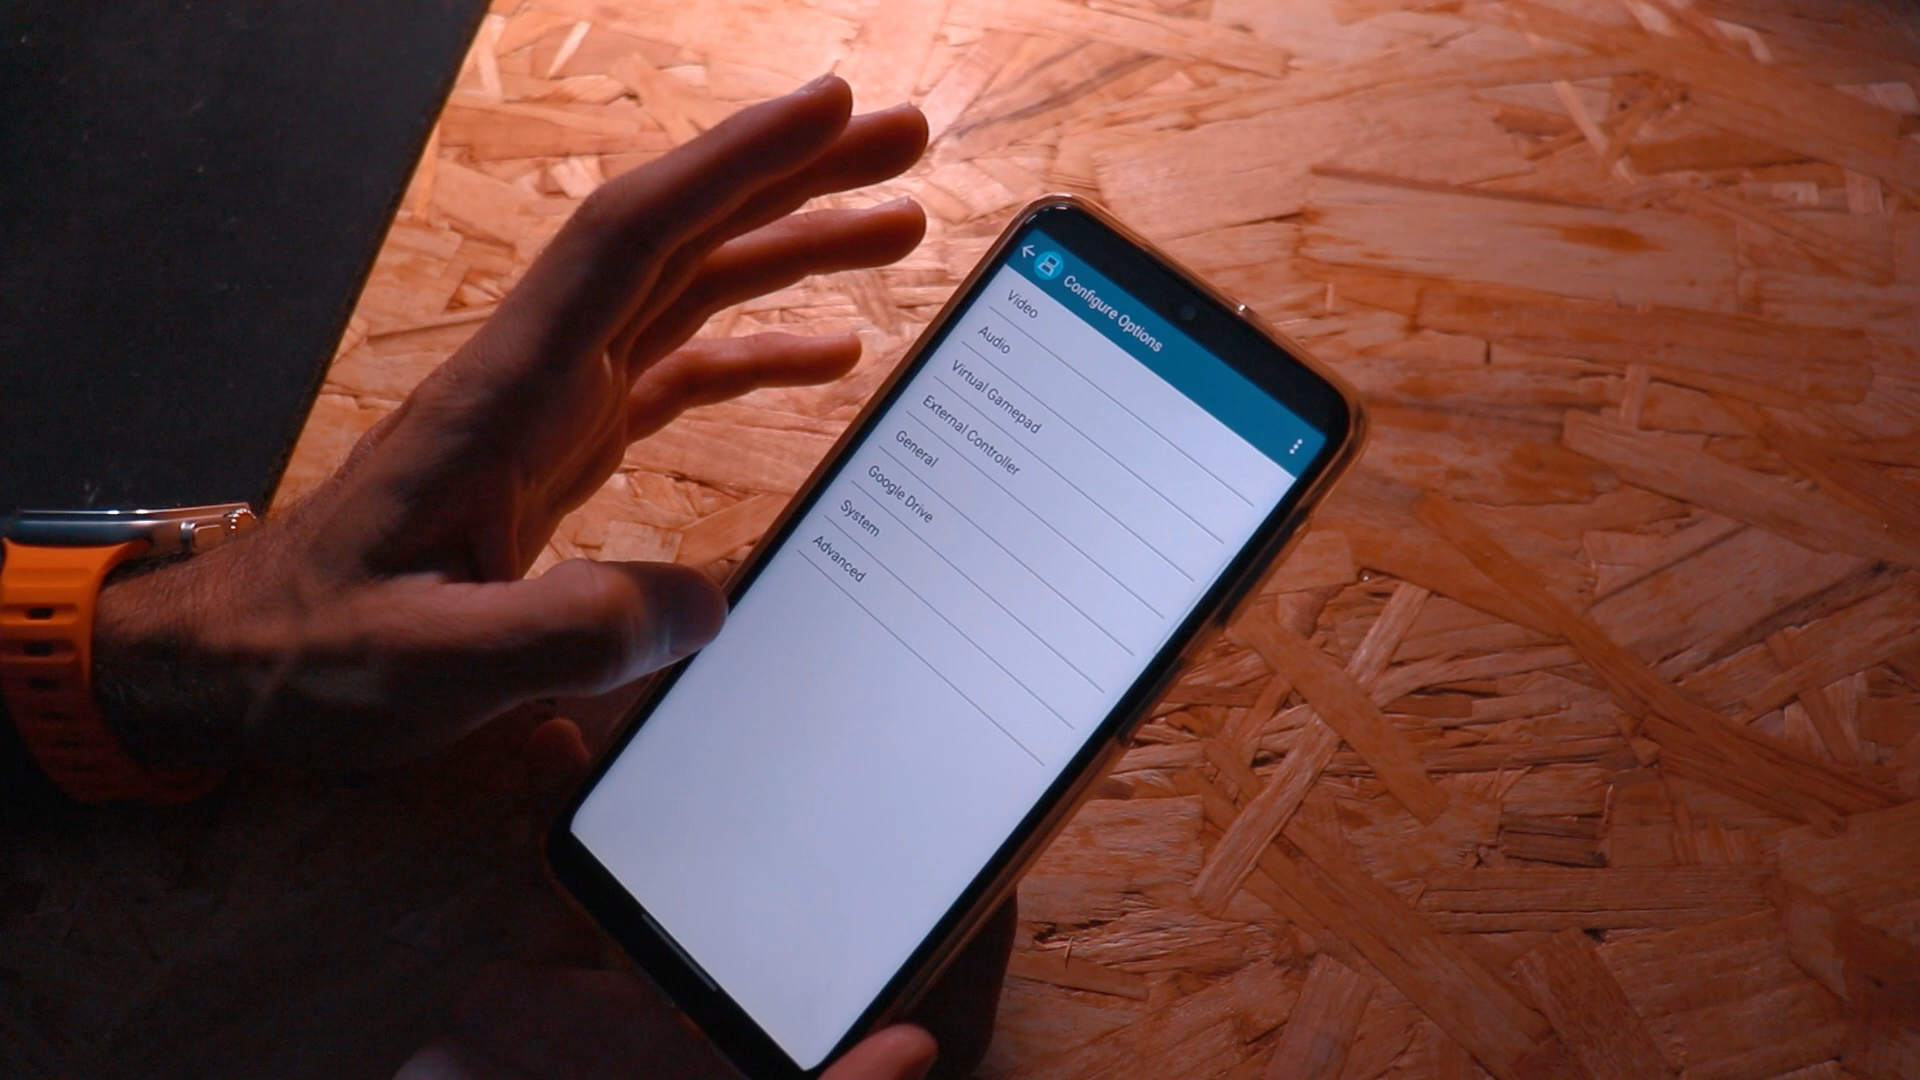 Configure Options
Video
Audio
Virtual Gamepad
External Controller
General
Google Drive
System
Advanced